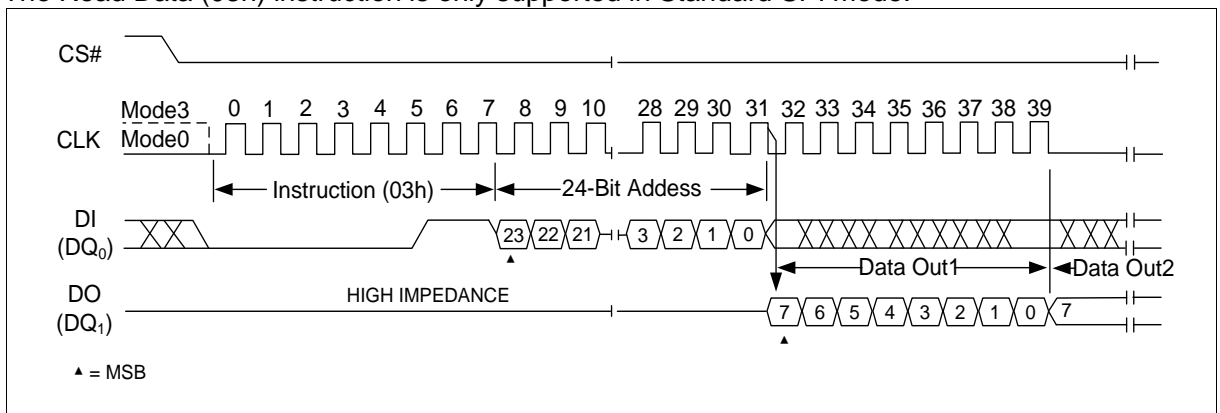 The Read Data (03h) instruction is only supported in Standard SPI mode.
CS#
Mode3 0 1 2 3 4 5 6 7 8 9 10 28 29 30 31 32 33 34 35 36 37 38 39
CLK Mode0
Instruction (03h) 24-Bit Addess
DI
(DQ0)
23 22 21 3 2 1 0
Data Out1 Data Out2
DO
(DQ1)
HIGH IMPEDANCE
7 6 5 4 3 2 1 0 7
▲ = MSB